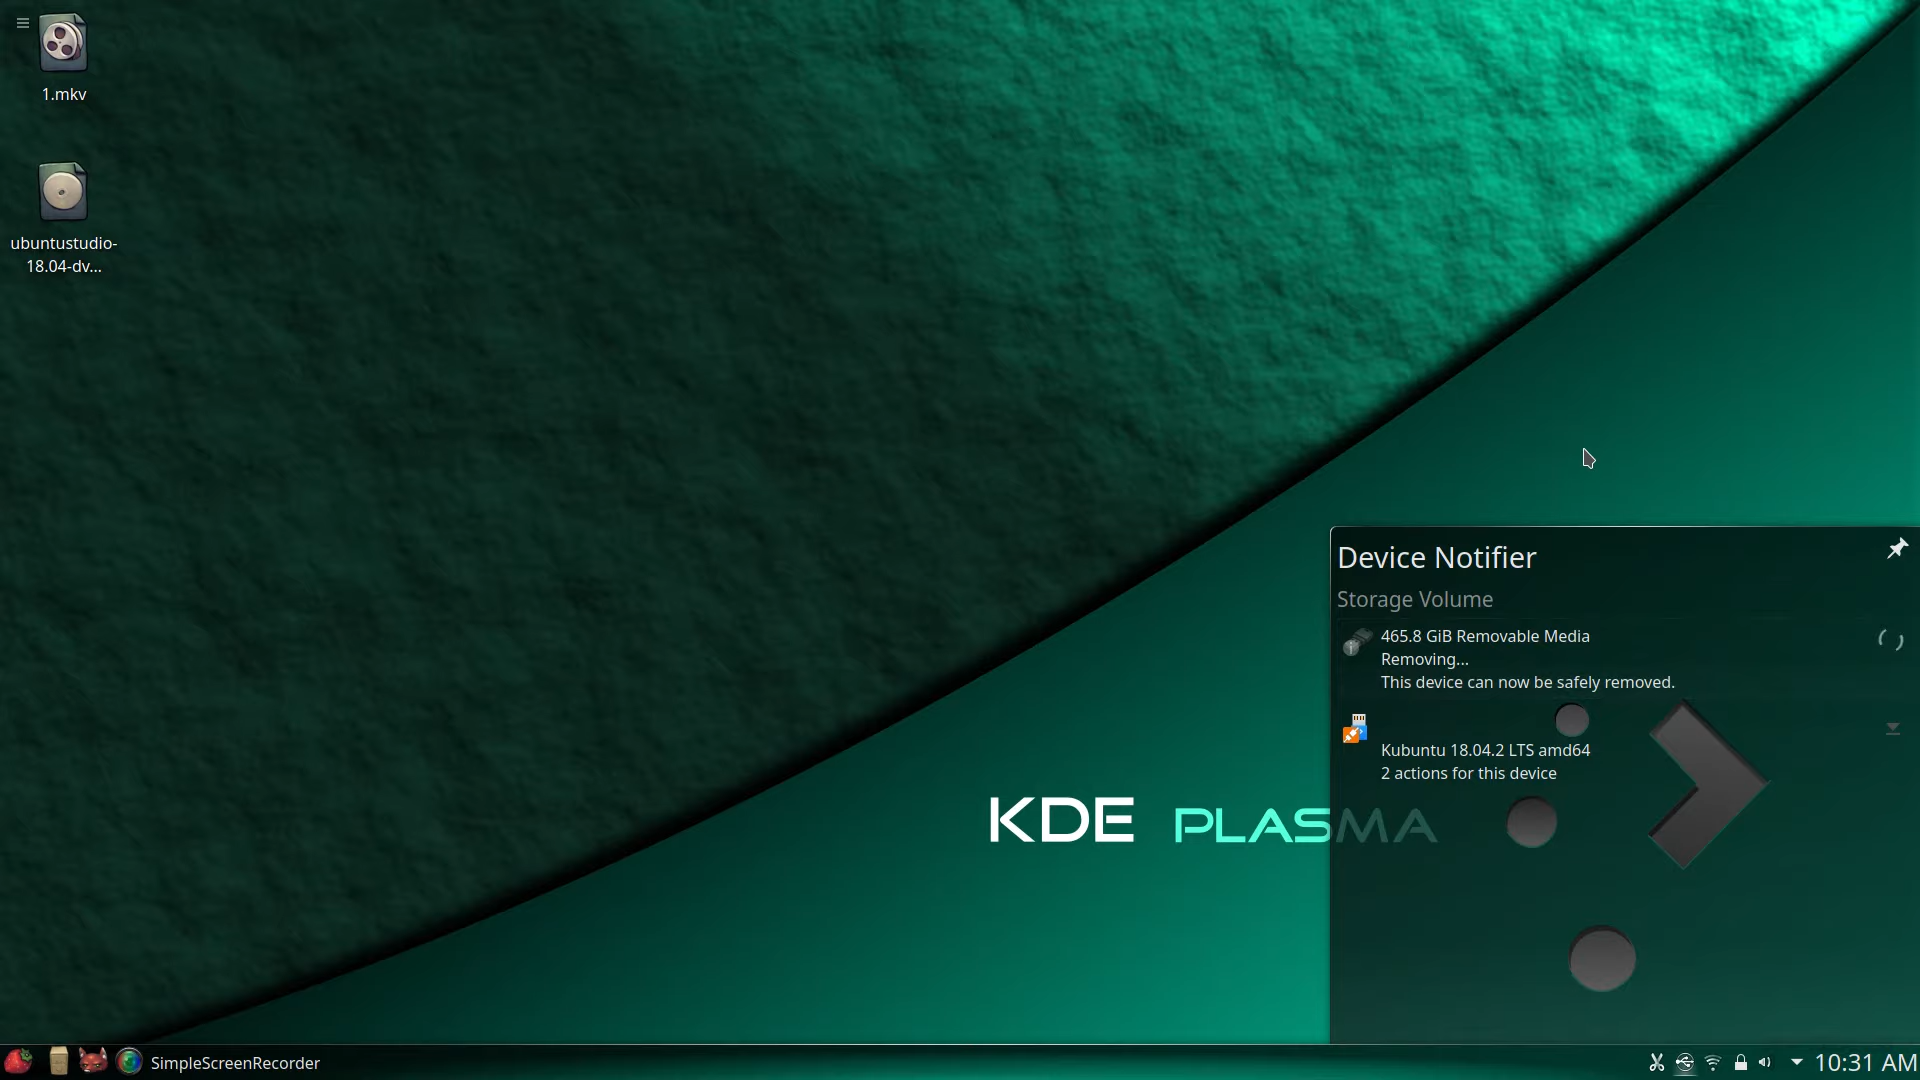 1.mkv
ubuntustudio-
18.04-dv...
KDE PLASMA
Device Notifier
Storage Volume
465.8 GiB Removable Media
Removing...
This device can now be safely removed.
Kubuntu 18.04.2 LTS amd64
2 actions for this device
SimpleScreenRecorder
10:31 AM